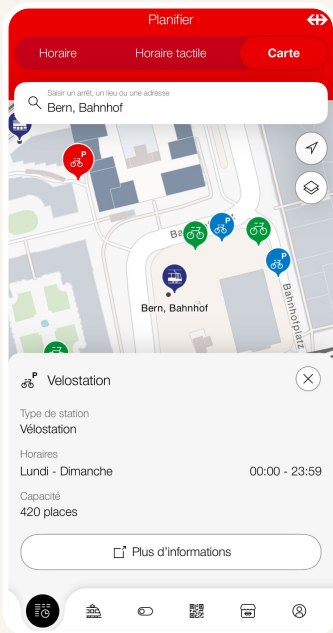 Planifier
Horaire Horaire tactile Carte
Saisir un arrêt, un lieu ou une adresse
Bern, Bahnhof
P
P
P
Ba
Bern, Bahnhof
Bahnhofplatz
P
Velostation
Type de station
Vélostation
Horaires
Lundi - Dimanche 00:00 - 23:59
Capacité
420 places
Plus d'informations